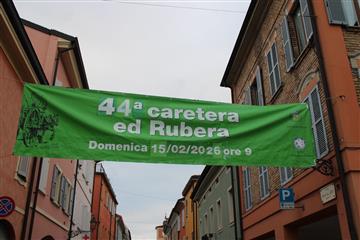 44ª caretera
ed Rubera
Domenica 15/02/2026 ore 9
P